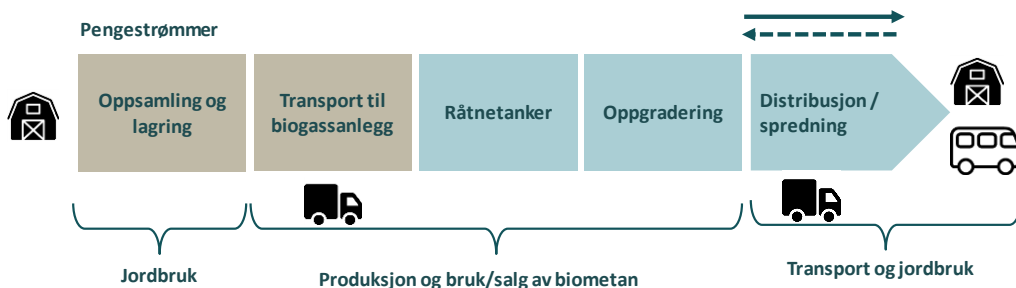 Pengestrømmer
Oppsamling og
lagring
Transport til
biogassanlegg
Råtnetanker
Oppgradering
Distribusjon /
spredning
Jordbruk
Produksjon og bruk/salg av biometan
Transport og jordbruk